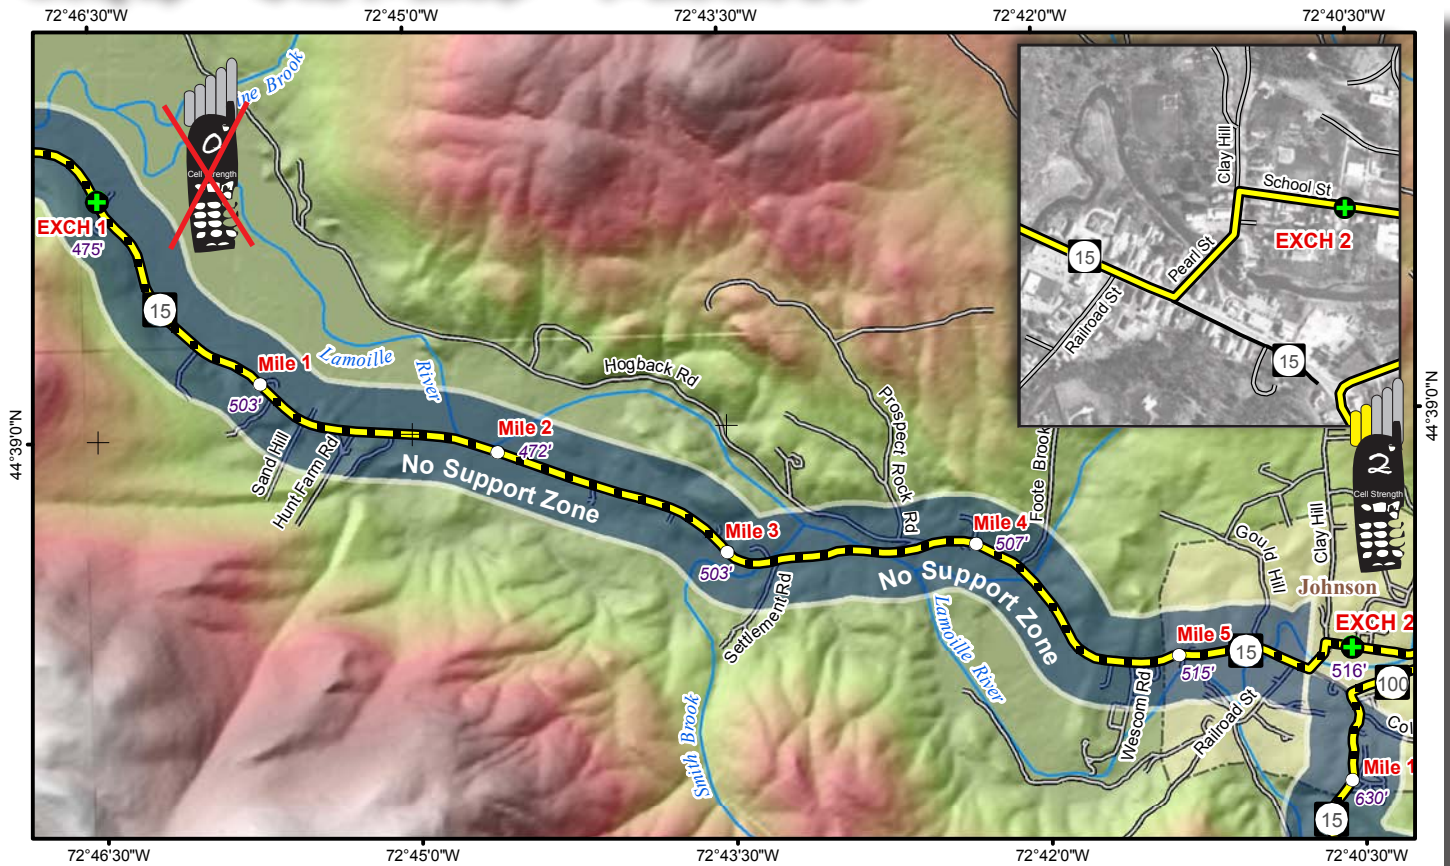 72°46'30"W
72°45'0"W
72°43'30"W
72°42'0"W
72°40'30"W
ine Brook
0
Cell Strength
EXCH 1
475'
15
Mile 1
503'
Lamoille
River
Hogback Rd
Prospect Rock Rd
Foote Brook
Clay Hill
School St
EXCH 2
15
Pearl St
Railroad St
15
44°39'0"N
44°39'0"N
2
Cell Strength
Sand Hill
Hunt Farm Rd
Mile 2
472'
No Support Zone
Mile 3
503'
Settlement Rd
Mile 4
507'
No Support Zone
Gould Hill
Clay Hill
Johnson
EXCH 2
516'
Mile 5
515'
15
100
Col
Lamoille River
Smith Brook
Wescom Rd
Railroad St
Mile 1
630'
15
72°46'30"W
72°45'0"W
72°43'30"W
72°42'0"W
72°40'30"W